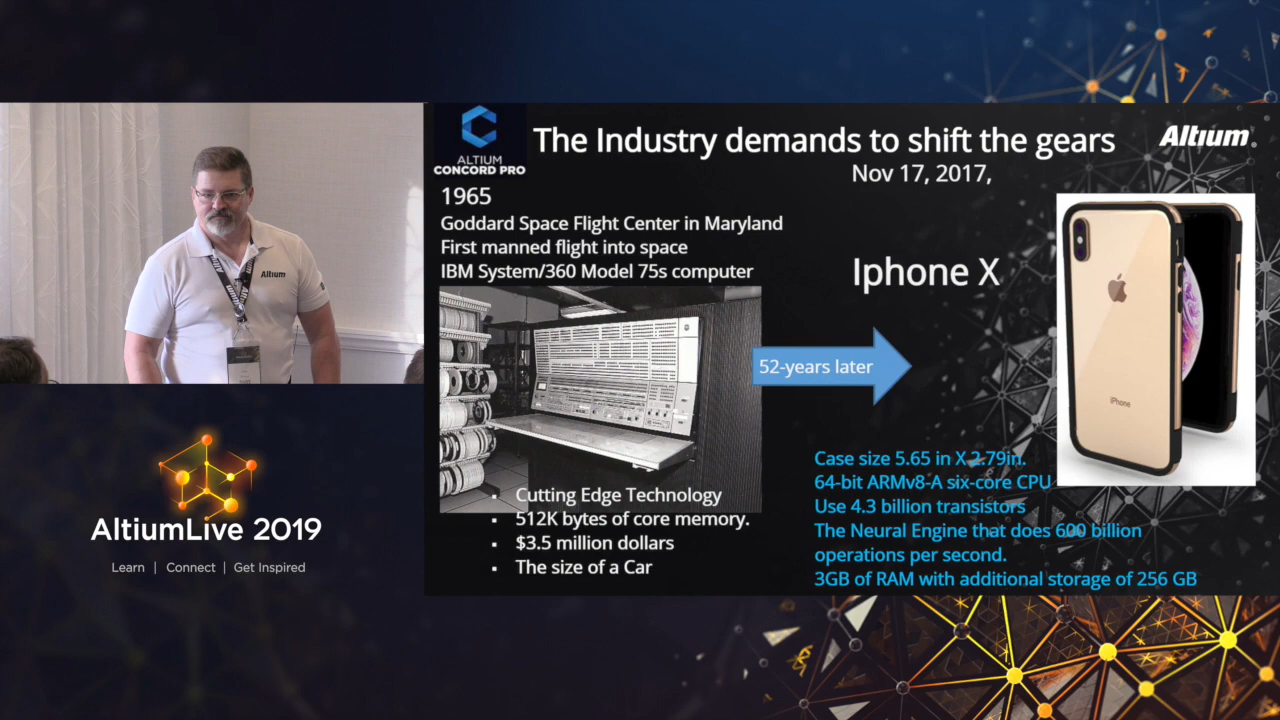 ALTIUM
CONCORD PRO
The Industry demands to shift the gears
Altium®
Nov 17, 2017,
1965
Goddard Space Flight Center in Maryland
First manned flight into space
IBM System/360 Model 75s computer
Iphone X
52-years later
iPhone
Cutting Edge Technology
512K bytes of core memory.
$3.5 million dollars
The size of a Car
Case size 5.65 in X 2.79in.
64-bit ARMv8-A six-core CPU
Use 4.3 billion transistors
The Neural Engine that does 600 billion
operations per second.
3GB of RAM with additional storage of 256 GB
Altium
AltiumLive 2019
Learn | Connect | Get Inspired